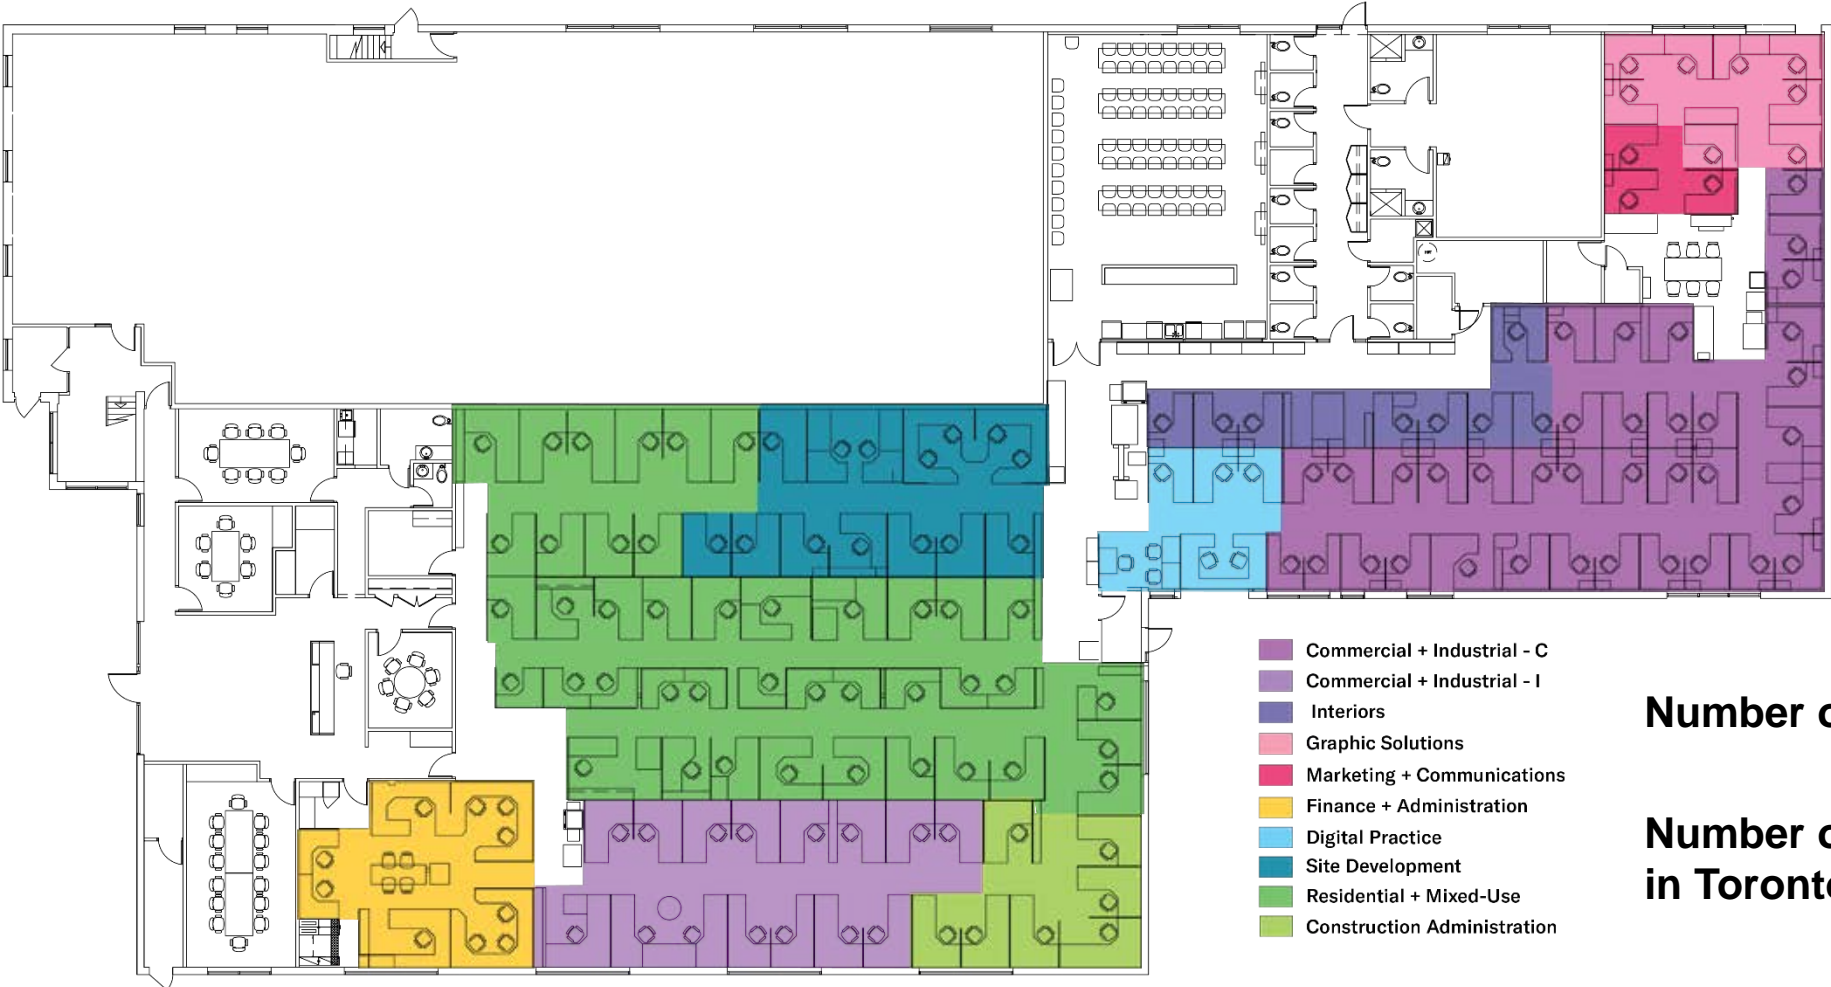 Commercial + Industrial - C
Commercial + Industrial - I
Interiors
Graphic Solutions
Marketing + Communications
Finance + Administration
Digital Practice
Site Development
Residential + Mixed-Use
Construction Administration
Number
Number
in